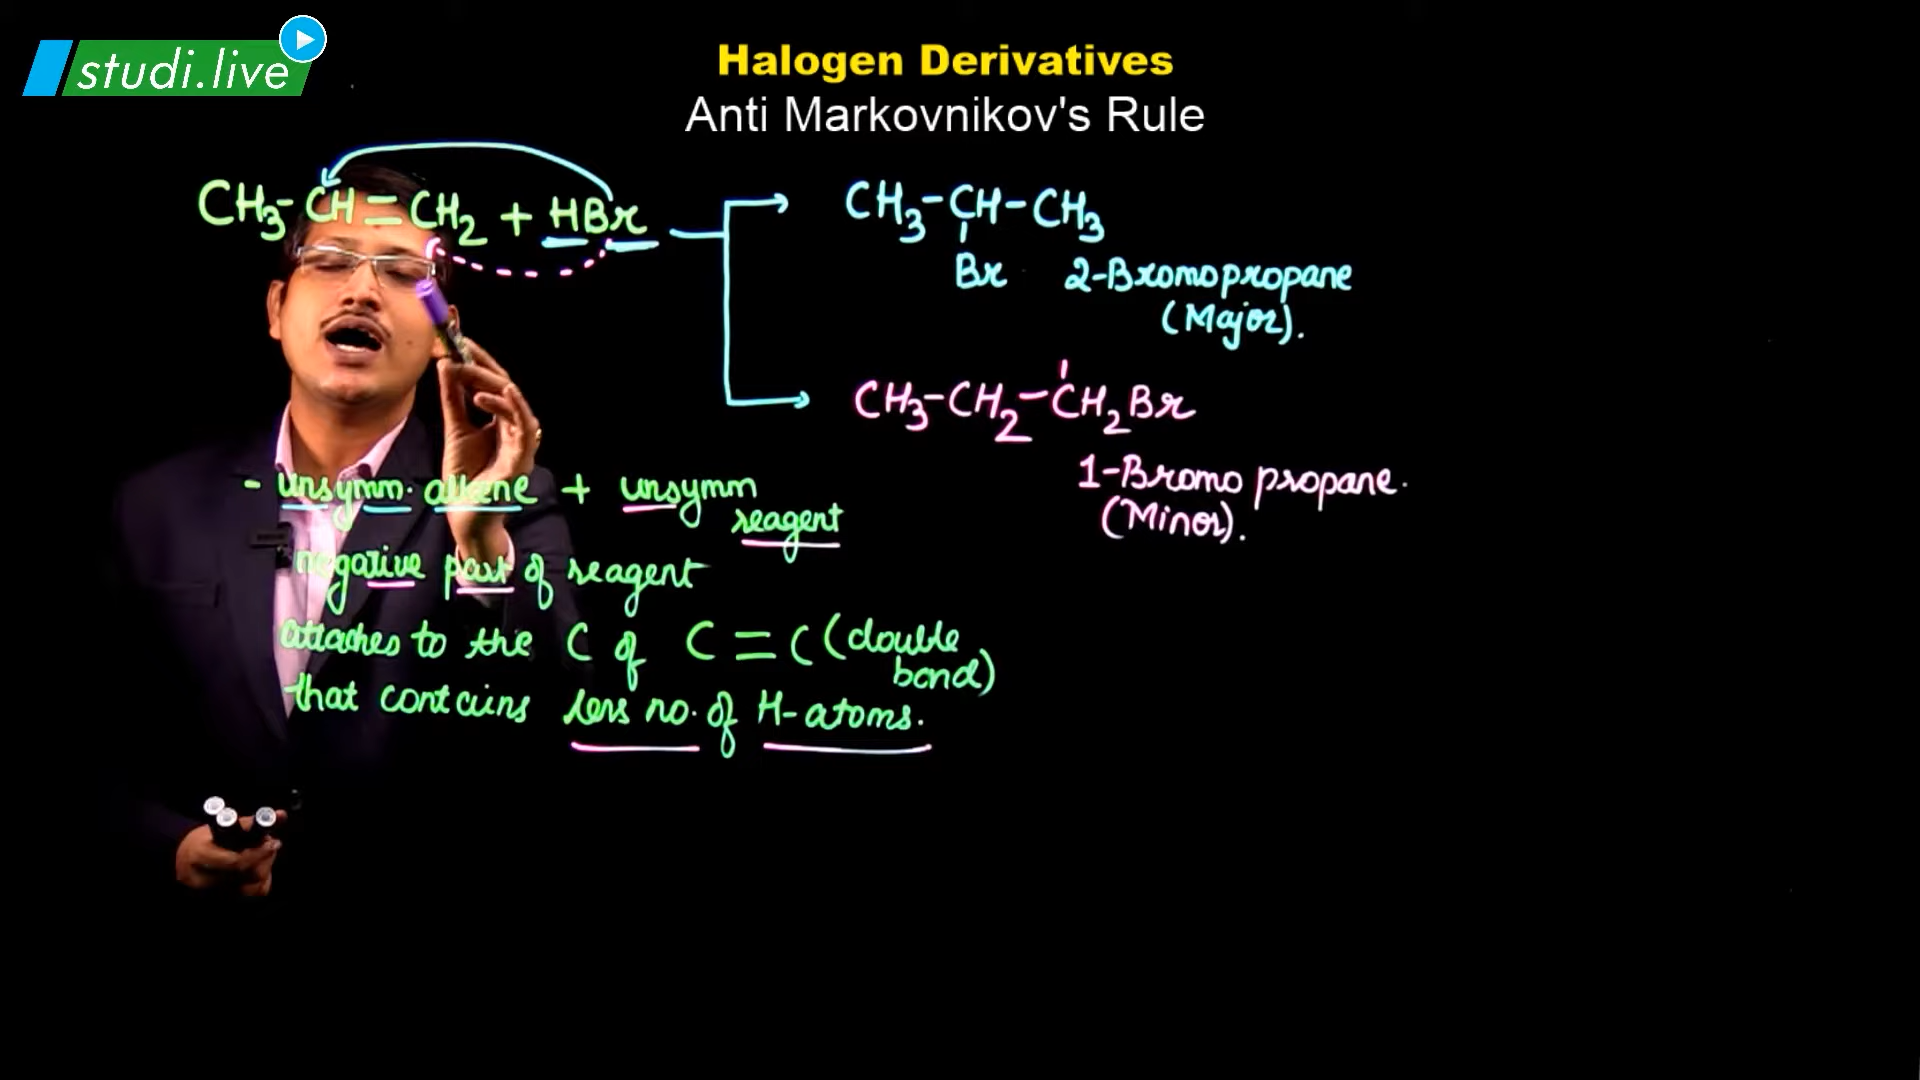 studi.live
Halogen Derivatives
Anti Markovnikov's Rule
CH3-CH=CH2 + HBr
CH3-CH-CH3
Br
2-Bromopropane
(Major).
CH3-CH2-CH2Br
1-Bromo propane.
(Minor).
- unsymm. alkene + unsymm
reagent
negative part of reagent
attaches to the C of C=C (double
bond)
that contains less no. of H-atoms.